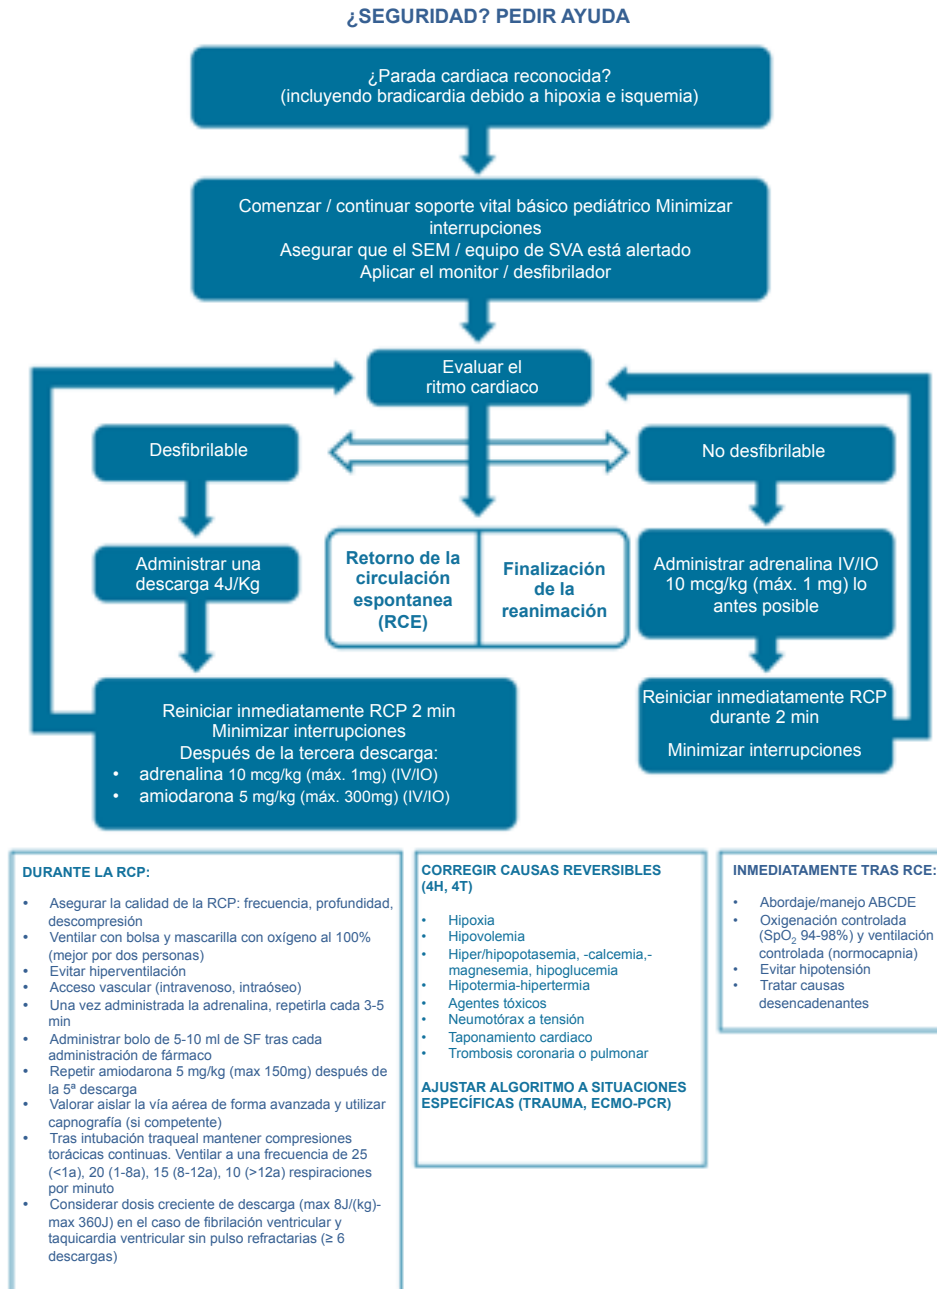 ¿SEGURIDAD? PEDIR AYUDA
¿Parada cardiaca reconocida?
(incluyendo bradicardia debido a hipoxia e isquemia)
Comenzar / continuar soporte vital básico pediátrico Minimizar
interrupciones
Asegurar que el SEM / equipo de SVA está alertado
Aplicar el monitor / desfibrilador
Evaluar el
ritmo cardiaco
Desfibrilable
No desfibrilable
Administrar una
descarga 4J/Kg
Retorno de la
circulación
espontanea
(RCE)
Finalización
de la
reanimación
Administrar adrenalina IV/IO
10 mcg/kg (máx. 1 mg) lo
antes posible
Reiniciar inmediatamente RCP 2 min
Minimizar interrupciones
Después de la tercera descarga:
• adrenalina 10 mcg/kg (máx. 1mg) (IV/IO)
• amiodarona 5 mg/kg (máx. 300mg) (IV/IO)
Reiniciar inmediatamente RCP
durante 2 min
Minimizar interrupciones
DURANTE LA RCP:
• Asegurar la calidad de la RCP: frecuencia, profundidad,
descompresión
• Ventilar con bolsa y mascarilla con oxígeno al 100%
(mejor por dos personas)
• Evitar hiperventilación
• Acceso vascular (intravenoso, intraóseo)
• Una vez administrada la adrenalina, repetirla cada 3-5
min
• Administrar bolo de 5-10 ml de SF tras cada
administración de fármaco
• Repetir amiodarona 5 mg/kg (max 150mg) después de
la 5ª descarga
• Valorar aislar la vía aérea de forma avanzada y utilizar
capnografía (si competente)
• Tras intubación traqueal mantener compresiones
torácicas continuas. Ventilar a una frecuencia de 25
(<1a), 20 (1-8a), 15 (8-12a), 10 (>12a) respiraciones
por minuto
• Considerar dosis creciente de descarga (max 8J/(kg)-
max 360J) en el caso de fibrilación ventricular y
taquicardia ventricular sin pulso refractarias (≥ 6
descargas)
CORREGIR CAUSAS REVERSIBLES
(4H, 4T)
• Hipoxia
• Hipovolemia
• Hiper/hipopotasemia, -calcemia,-
magnesemia, hipoglucemia
• Hipotermia-hipertermia
• Agentes tóxicos
• Neumotórax a tensión
• Taponamiento cardiaco
• Trombosis coronaria o pulmonar
AJUSTAR ALGORITMO A SITUACIONES
ESPECÍFICAS (TRAUMA, ECMO-PCR)
INMEDIATAMENTE TRAS RCE:
• Abordaje/manejo ABCDE
• Oxigenación controlada
(SpO₂ 94-98%) y ventilación
controlada (normocapnia)
• Evitar hipotensión
• Tratar causas
desencadenantes